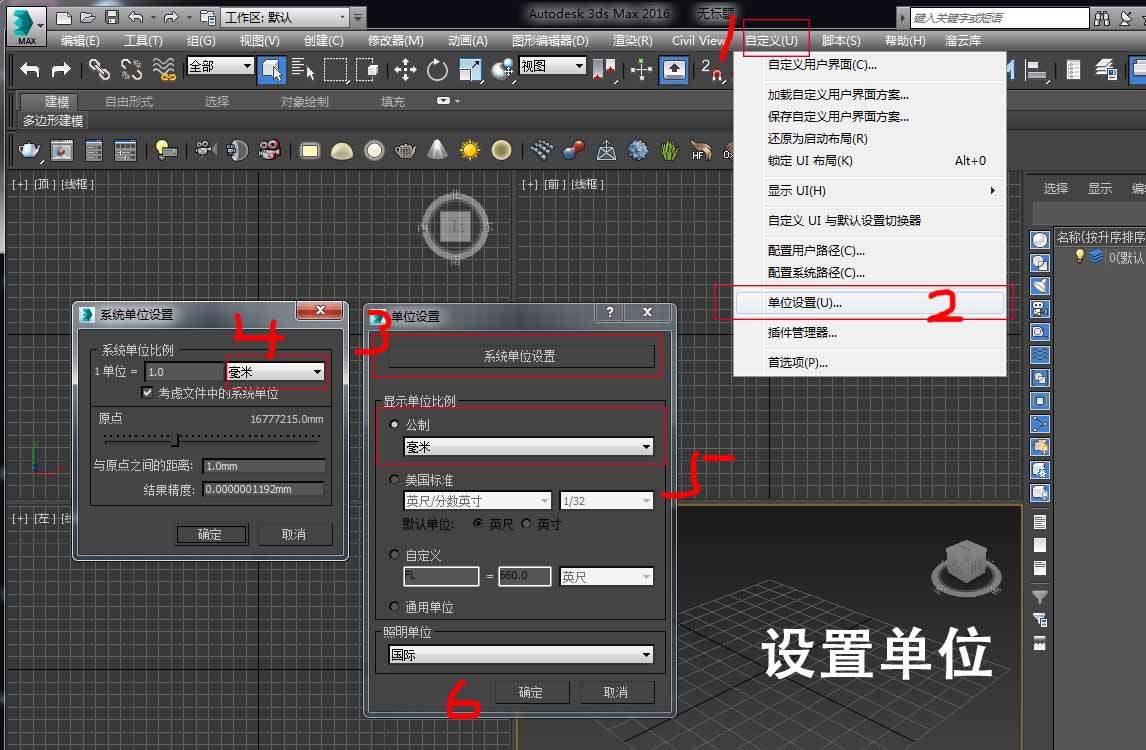 MAX
工作区: 默认
Autodesk 3ds Max 2016
无标题
键入关键字或短语
编辑(E)
工具(T)
组(G)
视图(V)
创建(C)
修改器(M)
动画(A)
图形编辑器(D)
渲染(R)
Civil View
自定义(U)
脚本(S)
帮助(H)
溜云库
1
全部
视图
2
建模
自由形式
选择
对象绘制
填充
多边形建模
HF
自定义用户界面(C)...
加载自定义用户界面方案...
保存自定义用户界面方案...
还原为启动布局(R)
锁定 UI 布局(K)
Alt+0
显示 UI(H)
自定义 UI 与默认设置切换器
配置用户路径(C)...
配置系统路径(C)...
单位设置(U)...
2
插件管理器...
首选项(P)...
[+] [顶 ] [线框 ]
北
东
南
西
[+] [前 ] [线框 ]
选择
显示
名称(按升序排序
0(默认
系统单位设置
4
系统单位比例
1 单位 =
1.0
毫米
考虑文件中的系统单位
原点
16777215.0mm
与原点之间的距离:
1.0mm
结果精度:
0.0000001192mm
确定
取消
单位设置
?
3
系统单位设置
显示单位比例
公制
毫米
5
美国标准
英尺/分数英寸
1/32
默认单位:
英尺
英寸
自定义
FL
=
660.0
英尺
通用单位
照明单位
国际
6
确定
取消
[+] [左 ]
设置单位